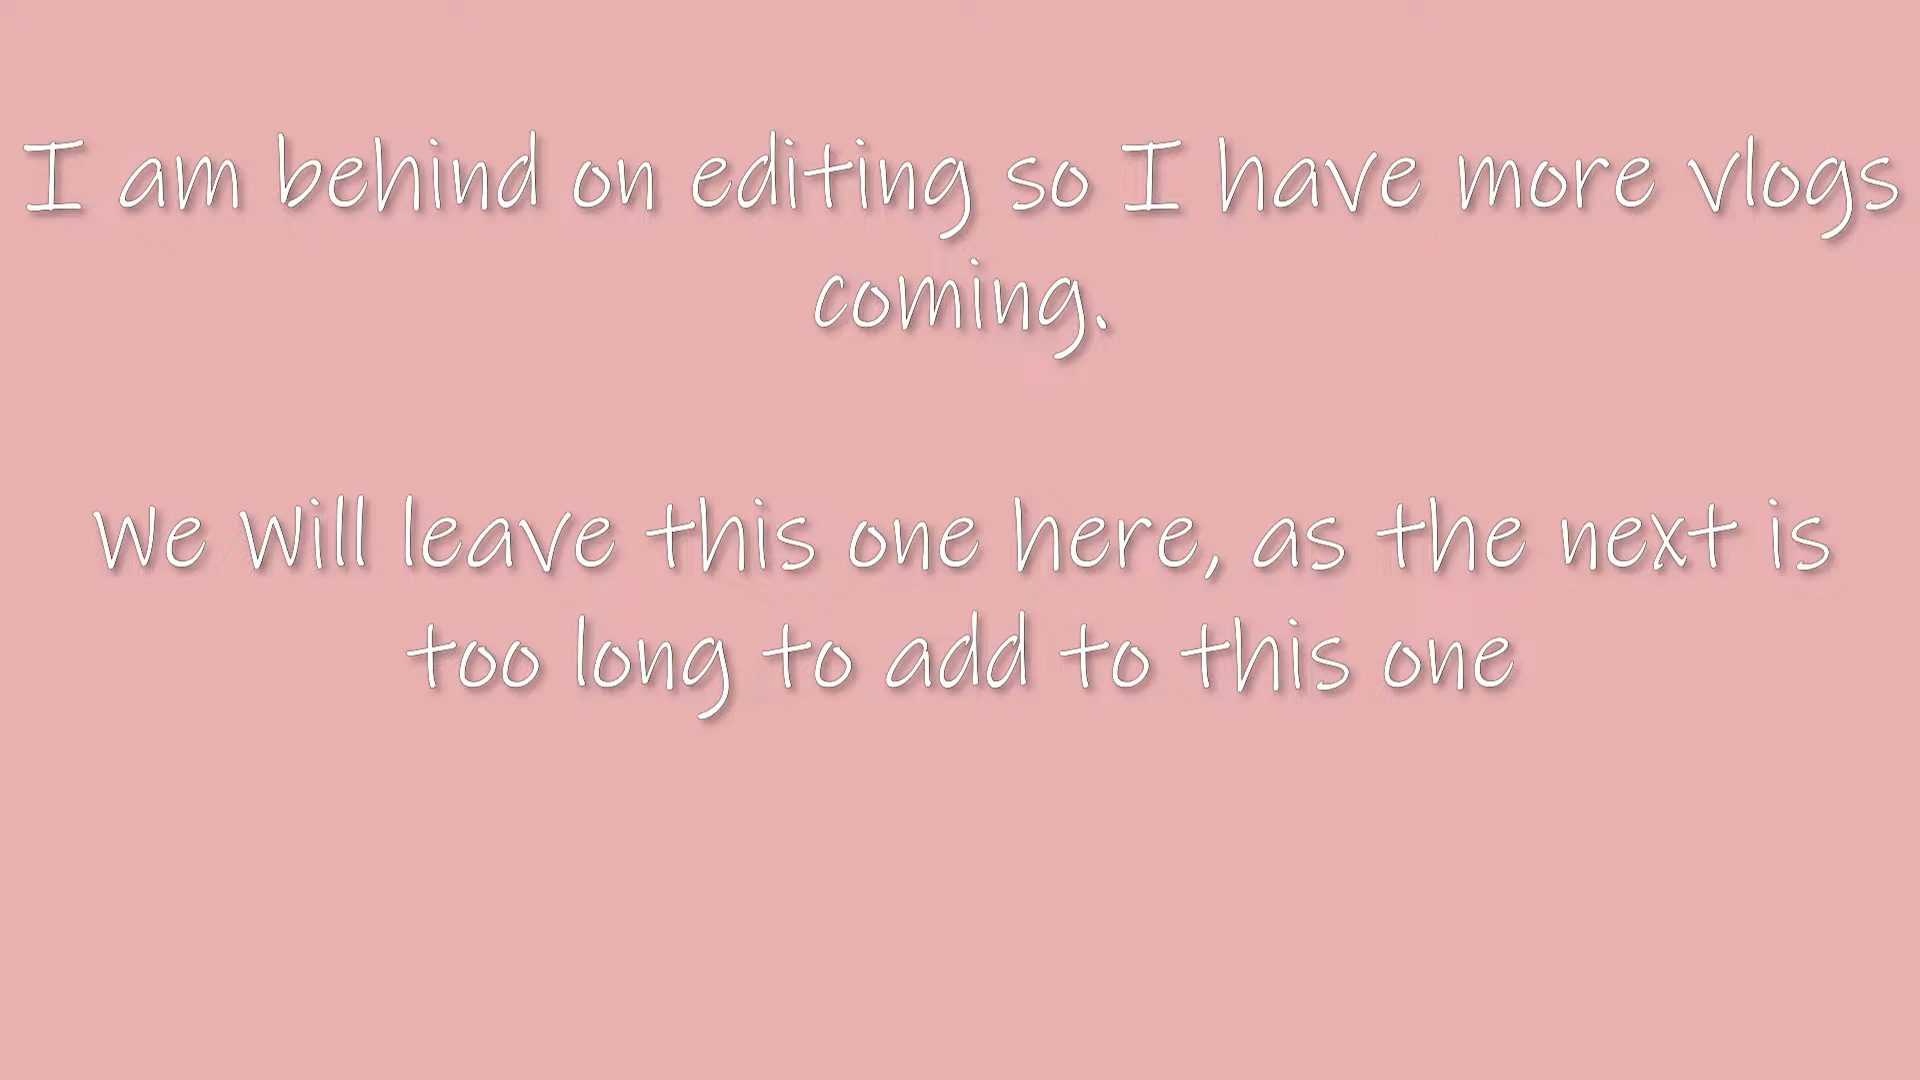 I am behind on editing so I have more vlogs
coming.
We will leave this one here, as the next is
too long to add to this one